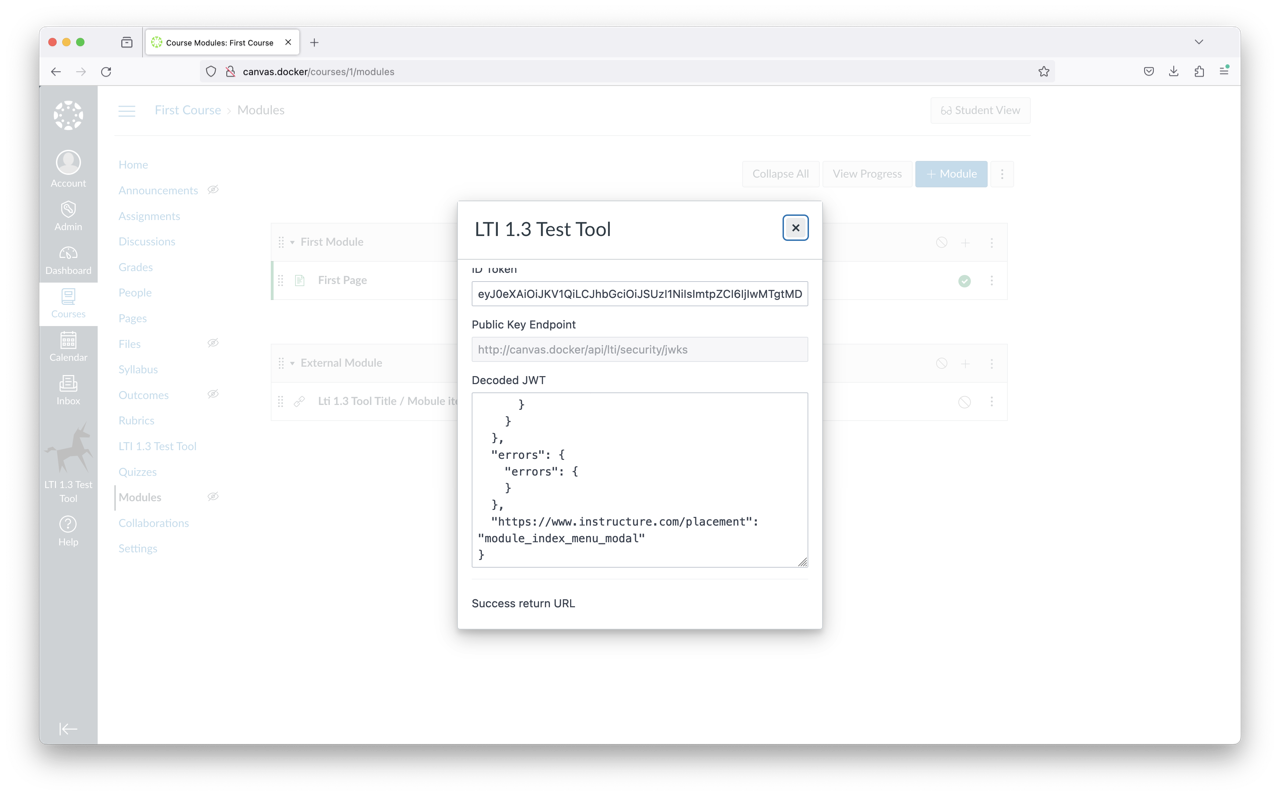 Course Modules: First Course
canvas.docker/courses/1/modules
First Course › Modules
Student View
Account
Admin
Dashboard
Courses
Calendar
Inbox
LTI 1.3 Test
Tool
Help
Home
Announcements
Assignments
Discussions
Grades
People
Pages
Files
Syllabus
Outcomes
Rubrics
LTI 1.3 Test Tool
Quizzes
Modules
Collaborations
Settings
Collapse All
View Progress
+ Module
First Module
First Page
External Module
Lti 1.3 Tool Title / Mobule it
LTI 1.3 Test Tool
ID Token
eyJ0eXAiOiJKV1QiLCJhbGciOiJSUzI1NiIsImtpZCI6IjIwMTgtMD
Public Key Endpoint
http://canvas.docker/api/lti/security/jwks
Decoded JWT
}
}
},
"errors": {
"errors": {
}
},
"https://www.instructure.com/placement":
"module_index_menu_modal"
}
Success return URL